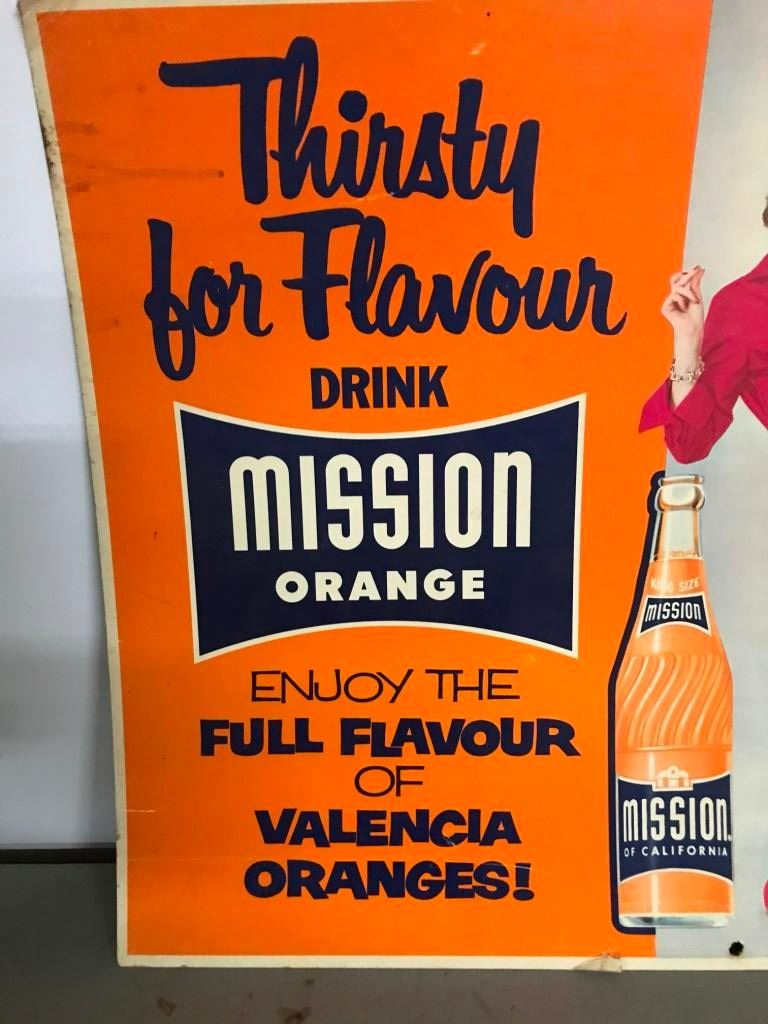 Thirsty
for Flavour
DRINK
MISSION
ORANGE
ENJOY THE
FULL FLAVOUR
OF
VALENCIA
ORANGES!
KING SIZE
MISSION
MISSION.
OF CALIFORNIA